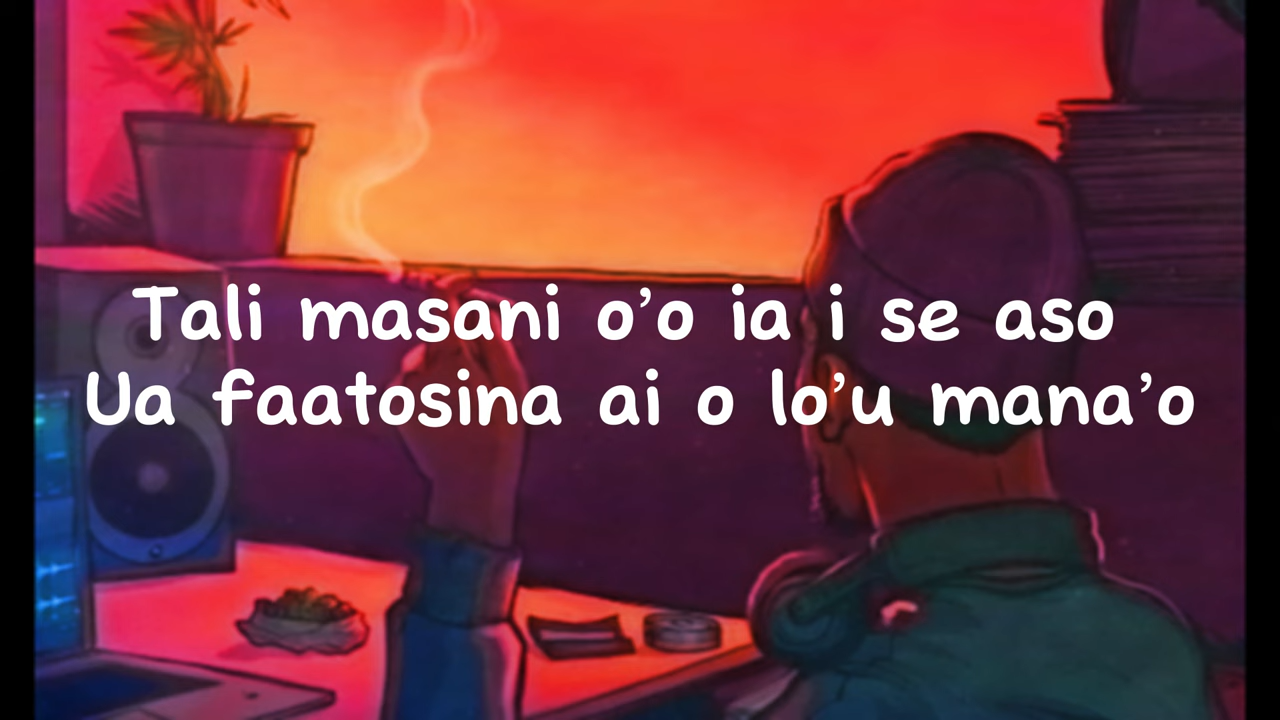 Tali masani o’o ia i se aso
Ua faatosina ai o lo’u mana’o